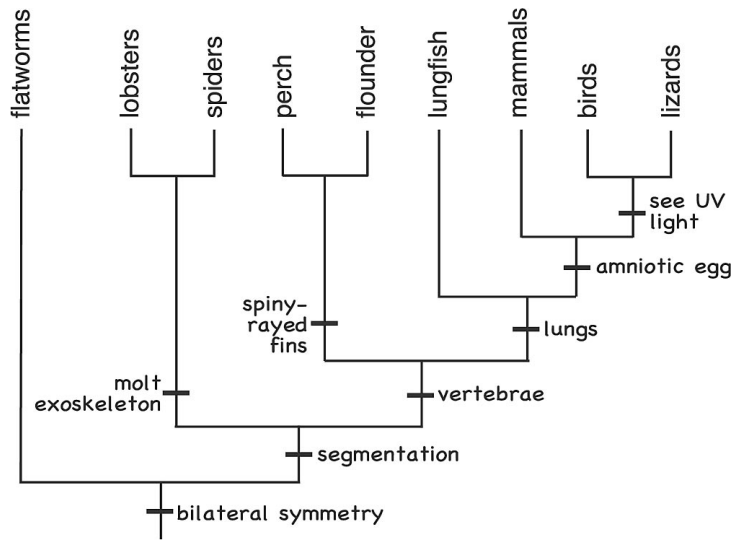 flatworms
lobsters
spiders
perch
flounder
lungfish
mammals
birds
lizards
see UV
light
amniotic egg
spiny-
rayed
fins
lungs
molt
exoskeleton
vertebrae
segmentation
bilateral symmetry